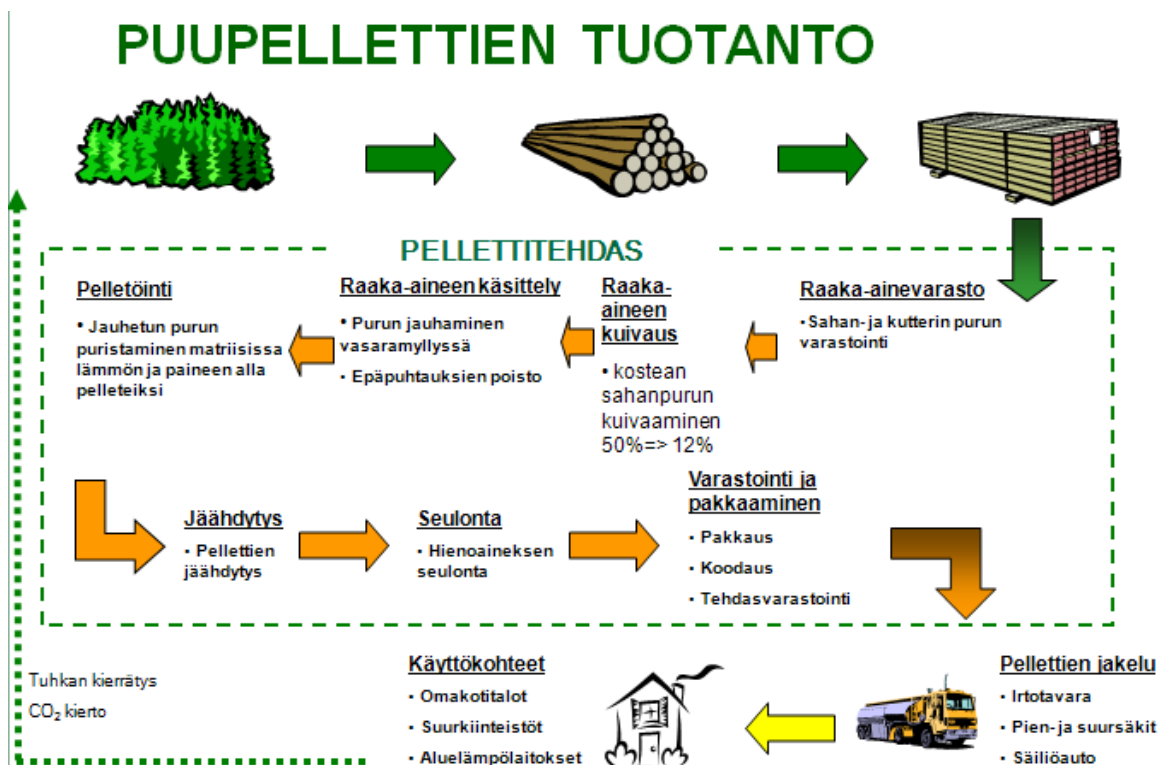 PUUPELLETTIEN TUOTANTO
PELLETTITEHDAS
Raaka-ainevarasto
•Sahan- ja kutterin purun
varastointi
Raaka-
aineen
kuivaus
• kostean
sahanpurun
kuivaaminen
50%=> 12%
Raaka-aineen käsittely
• Purun jauhaminen
vasaramyllyssä
• Epäpuhtauksien poisto
Pelletöinti
• Jauhetun purun
puristaminen matriisissa
lämmön ja paineen alla
pelleteiksi
Jäähdytys
• Pellettien
jäähdytys
Seulonta
• Hienoaineksen
seulonta
Varastointi ja
pakkaaminen
• Pakkaus
• Koodaus
• Tehdasvarastointi
Pellettien jakelu
• Irtotavara
• Pien- ja suursäkit
• Säiliöauto
Käyttökohteet
• Omakotitalot
• Suurkiinteistöt
• Aluelämpölaitokset
Tuhkan kierrätys
CO₂ kierto